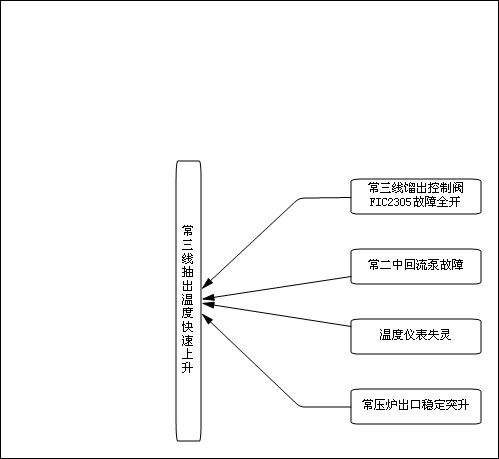 常三线抽出温度快速上升
常三线馏出控制阀
FIC2305故障全开
常二中回流泵故障
温度仪表失灵
常压炉出口稳定突升